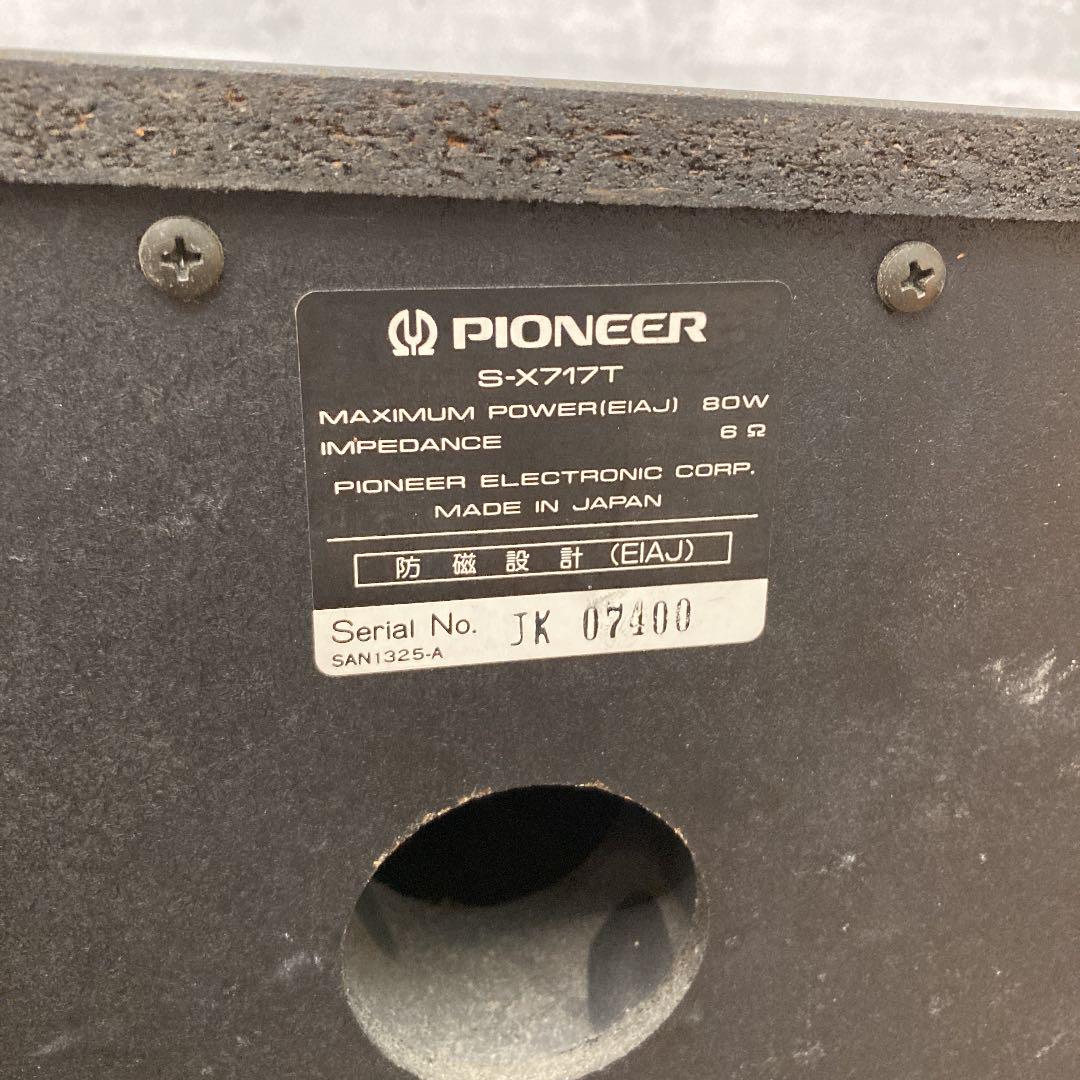 PIONEER
S-X717T
MAXIMUM POWER(EIAJ) 80W
IMPEDANCE 6Ω
PIONEER ELECTRONIC CORP.
MADE IN JAPAN
防磁設計(EIAJ)
Serial No. JK 07400
SAN1325-A